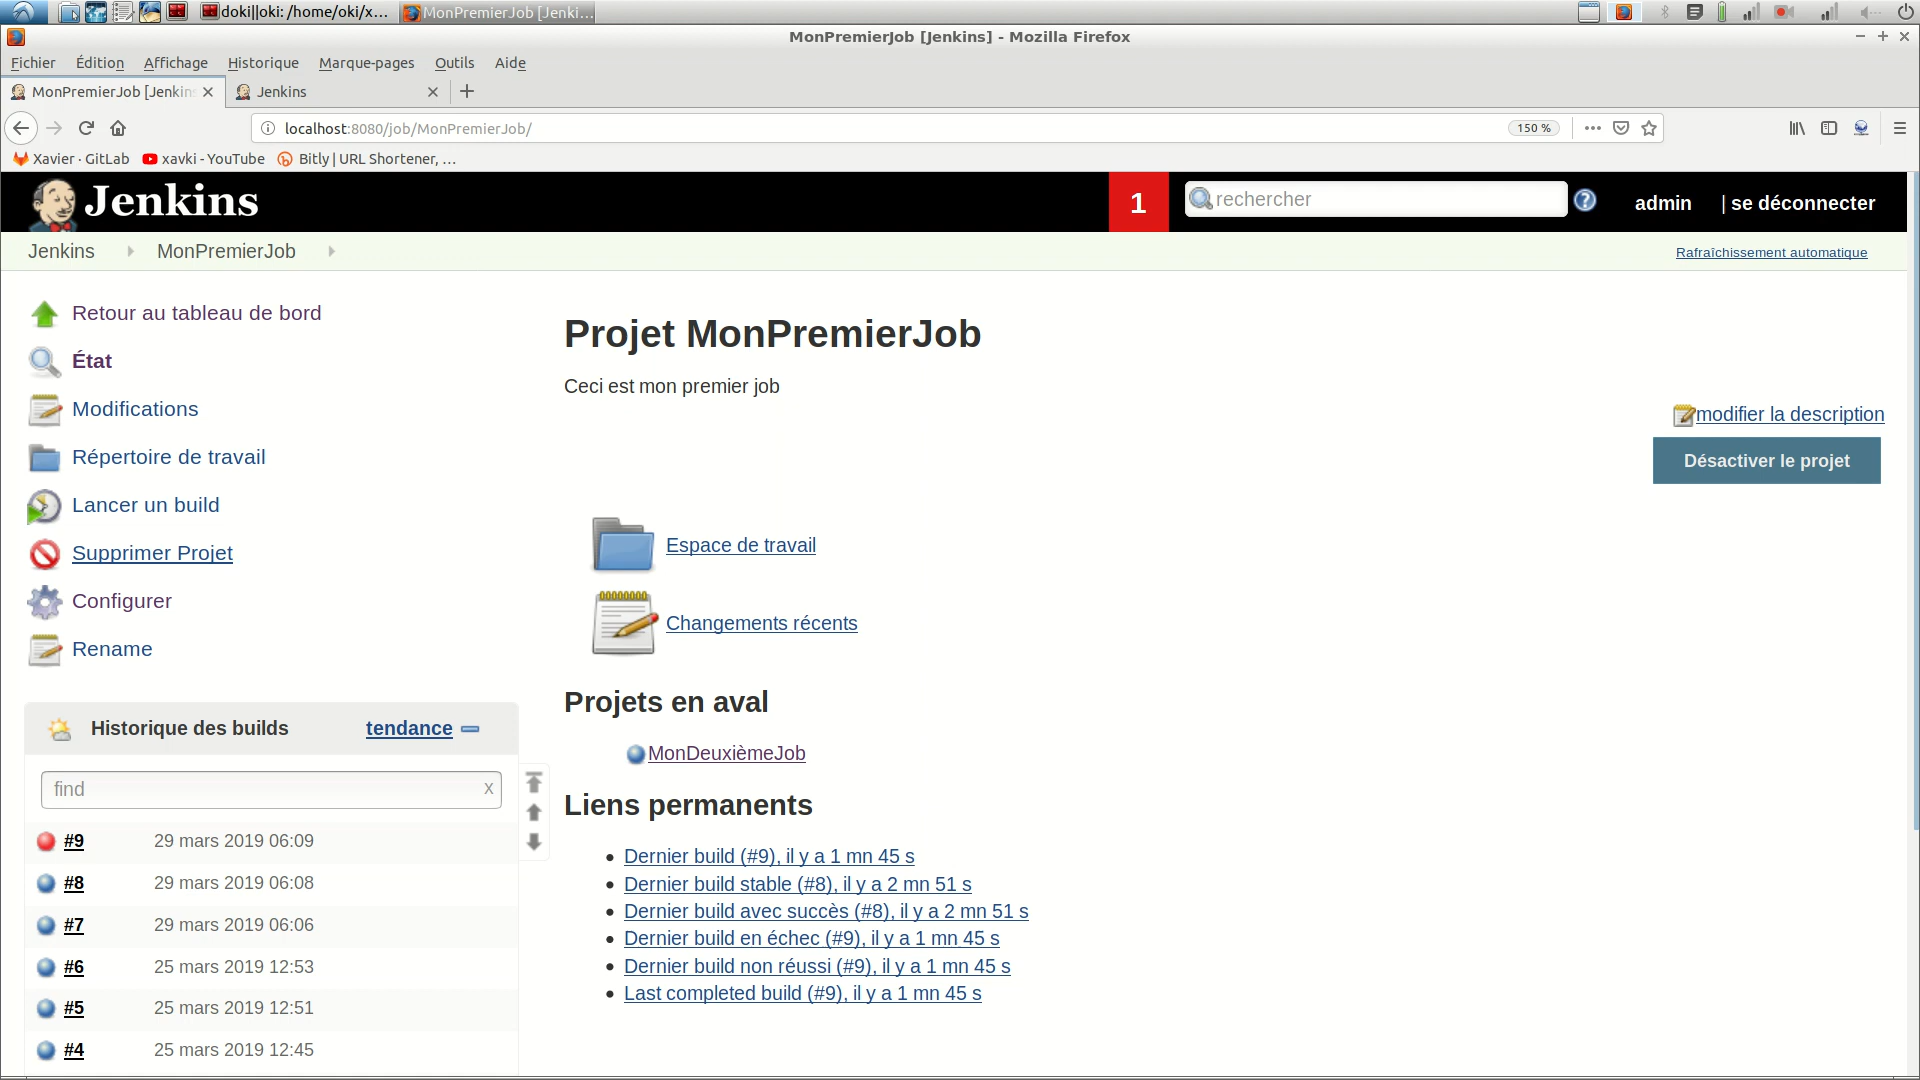 doki||oki: /home/oki/x...
MonPremierJob [Jenki...
MonPremierJob [Jenkins] - Mozilla Firefox
Fichier Édition Affichage Historique Marque-pages Outils Aide
MonPremierJob [Jenkins
Jenkins
localhost:8080/job/MonPremierJob/
150 %
Xavier · GitLab
xavki - YouTube
Bitly | URL Shortener, ...
Jenkins
1
rechercher
admin
| se déconnecter
Jenkins
MonPremierJob
Rafraîchissement automatique
Retour au tableau de bord
État
Modifications
Répertoire de travail
Lancer un build
Supprimer Projet
Configurer
Rename
Historique des builds
tendance
find
x
#9 29 mars 2019 06:09
#8 29 mars 2019 06:08
#7 29 mars 2019 06:06
#6 25 mars 2019 12:53
#5 25 mars 2019 12:51
#4 25 mars 2019 12:45
Projet MonPremierJob
Ceci est mon premier job
modifier la description
Désactiver le projet
Espace de travail
Changements récents
Projets en aval
MonDeuxièmeJob
Liens permanents
Dernier build (#9), il y a 1 mn 45 s
Dernier build stable (#8), il y a 2 mn 51 s
Dernier build avec succès (#8), il y a 2 mn 51 s
Dernier build en échec (#9), il y a 1 mn 45 s
Dernier build non réussi (#9), il y a 1 mn 45 s
Last completed build (#9), il y a 1 mn 45 s